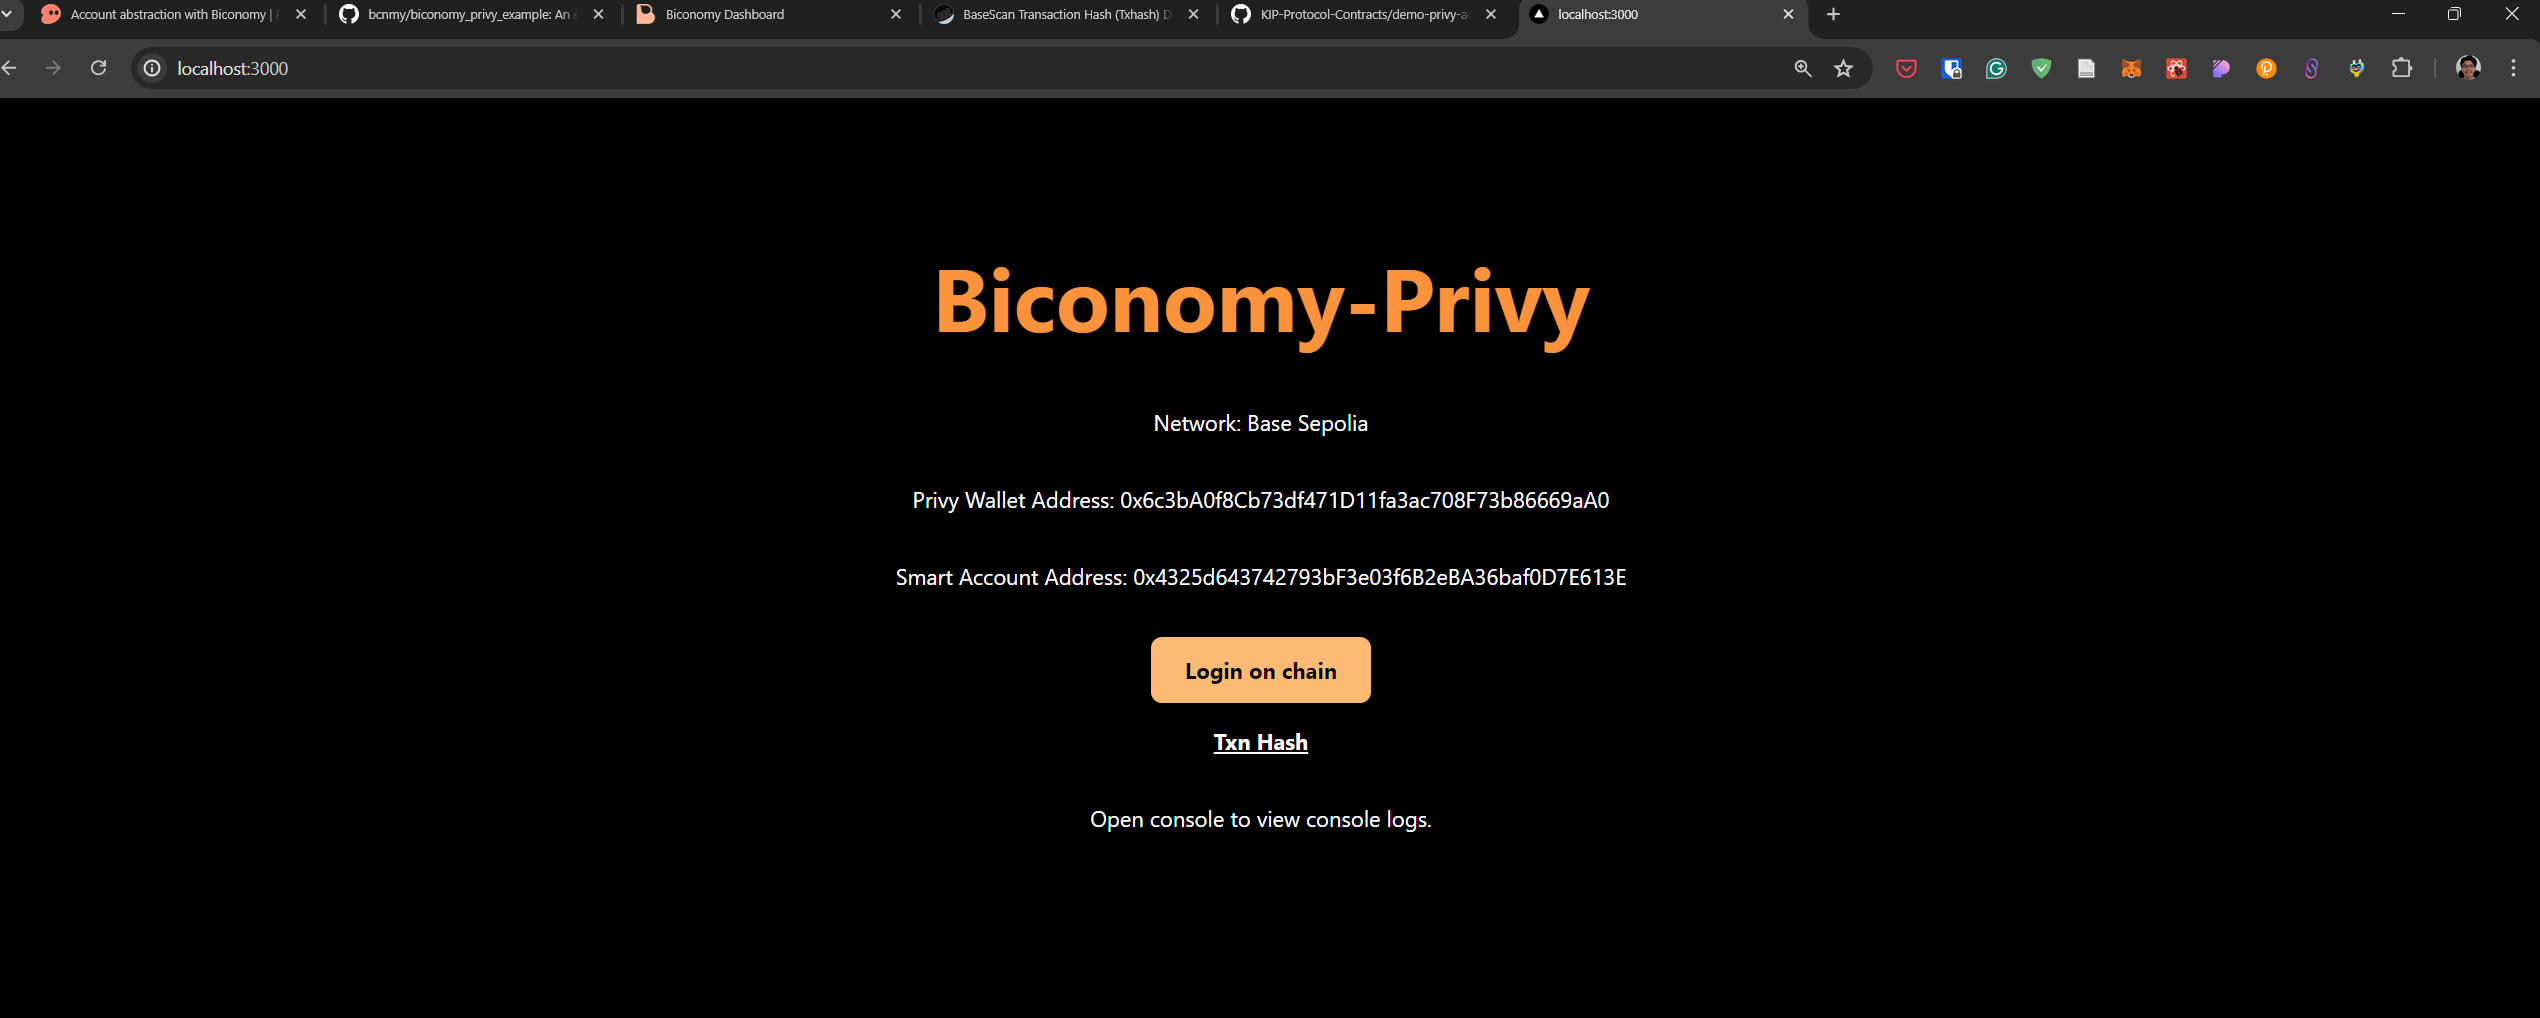 Account abstraction with Biconomy |
bcnmy/biconomy_privy_example: An
Biconomy Dashboard
BaseScan Transaction Hash (Txhash) D
KIP-Protocol-Contracts/demo-privy-a
localhost:3000
localhost:3000
Biconomy-Privy
Network: Base Sepolia
Privy Wallet Address: 0x6c3bA0f8Cb73df471D11fa3ac708F73b86669aA0
Smart Account Address: 0x4325d643742793bF3e03f6B2eBA36baf0D7E613E
Login on chain
Txn Hash
Open console to view console logs.